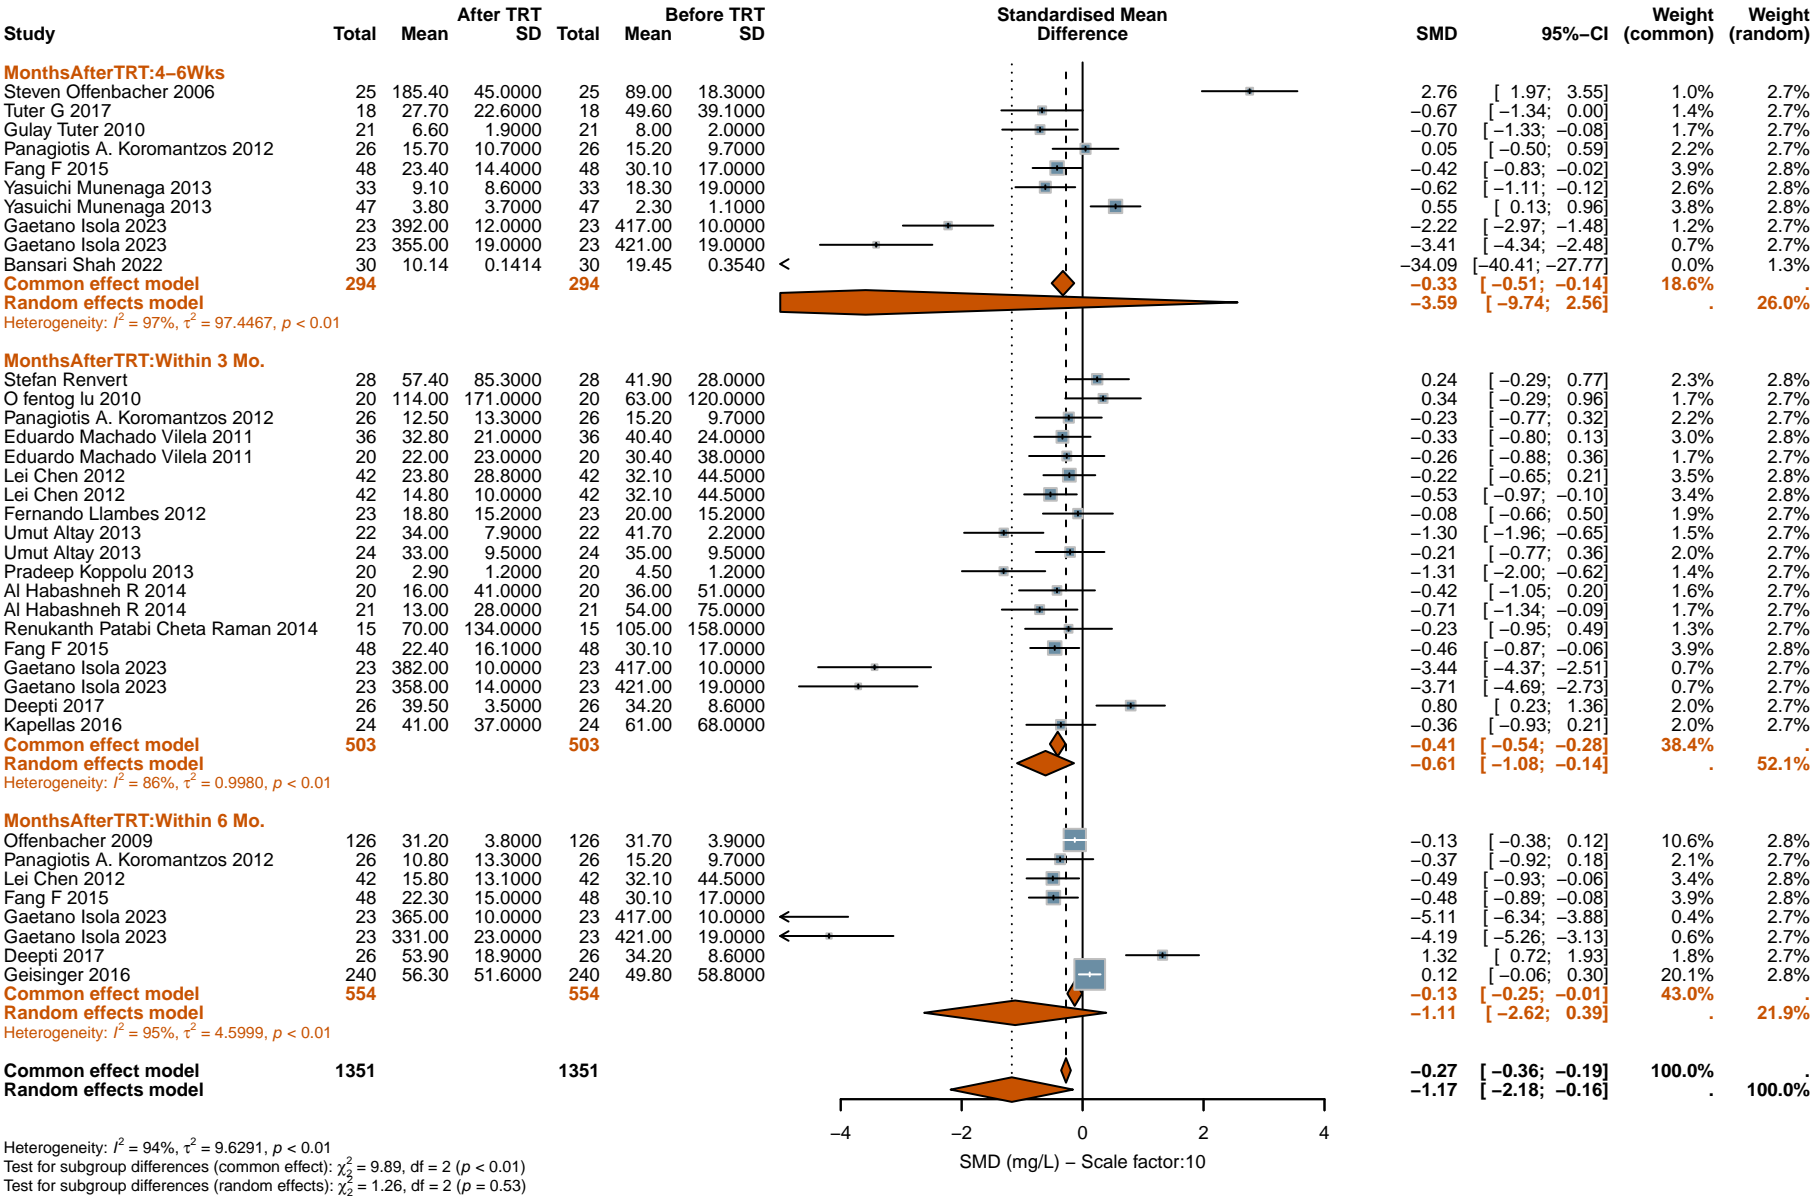 After TRT Before TRT Standardised Mean Weight Weight
Study Total Mean SD Total Mean SD Difference SMD 95%−CI (common) (random)
MonthsAfterTRT:4−6Wks
Steven Offenbacher 2006 25 185.40 45.0000 25 89.00 18.3000 2.76 [ 1.97; 3.55] 1.0% 2.7%
Tuter G 2017 18 27.70 22.6000 18 49.60 39.1000 −0.67 [ −1.34; 0.00] 1.4% 2.7%
Gulay Tuter 2010 21 6.60 1.9000 21 8.00 2.0000 −0.70 [ −1.33; −0.08] 1.7% 2.7%
Panagiotis A. Koromantzos 2012 26 15.70 10.7000 26 15.20 9.7000 0.05 [ −0.50; 0.59] 2.2% 2.7%
Fang F 2015 48 23.40 14.4000 48 30.10 17.0000 −0.42 [ −0.83; −0.02] 3.9% 2.8%
Yasuichi Munenaga 2013 33 9.10 8.6000 33 18.30 19.0000 −0.62 [ −1.11; −0.12] 2.6% 2.8%
Yasuichi Munenaga 2013 47 3.80 3.7000 47 2.30 1.1000 0.55 [ 0.13; 0.96] 3.8% 2.8%
Gaetano Isola 2023 23 392.00 12.0000 23 417.00 10.0000 −2.22 [ −2.97; −1.48] 1.2% 2.7%
Gaetano Isola 2023 23 355.00 19.0000 23 421.00 19.0000 −3.41 [ −4.34; −2.48] 0.7% 2.7%
Bansari Shah 2022 30 10.14 0.1414 30 19.45 0.3540 −34.09 [−40.41; −27.77] 0.0% 1.3%
Common effect model 294 294 −0.33 [ −0.51; −0.14] 18.6% .
Random effects model −3.59 [ −9.74; 2.56] . 26.0%
Heterogeneity: I² = 97%, τ² = 97.4467, p < 0.01
MonthsAfterTRT:Within 3 Mo.
Stefan Renvert 28 57.40 85.3000 28 41.90 28.0000 0.24 [ −0.29; 0.77] 2.3% 2.8%
O fentog lu 2010 20 114.00 171.0000 20 63.00 120.0000 0.34 [ −0.29; 0.96] 1.7% 2.7%
Panagiotis A. Koromantzos 2012 26 12.50 13.3000 26 15.20 9.7000 −0.23 [ −0.77; 0.32] 2.2% 2.7%
Eduardo Machado Vilela 2011 36 32.80 21.0000 36 40.40 24.0000 −0.33 [ −0.80; 0.13] 3.0% 2.8%
Eduardo Machado Vilela 2011 20 22.00 23.0000 20 30.40 38.0000 −0.26 [ −0.88; 0.36] 1.7% 2.7%
Lei Chen 2012 42 23.80 28.8000 42 32.10 44.5000 −0.22 [ −0.65; 0.21] 3.5% 2.8%
Lei Chen 2012 42 14.80 10.0000 42 32.10 44.5000 −0.53 [ −0.97; −0.10] 3.4% 2.8%
Fernando Llambes 2012 23 18.80 15.2000 23 20.00 15.2000 −0.08 [ −0.66; 0.50] 1.9% 2.7%
Umut Altay 2013 22 34.00 7.9000 22 41.70 2.2000 −1.30 [ −1.96; −0.65] 1.5% 2.7%
Umut Altay 2013 24 33.00 9.5000 24 35.00 9.5000 −0.21 [ −0.77; 0.36] 2.0% 2.7%
Pradeep Koppolu 2013 20 2.90 1.2000 20 4.50 1.2000 −1.31 [ −2.00; −0.62] 1.4% 2.7%
Al Habashneh R 2014 20 16.00 41.0000 20 36.00 51.0000 −0.42 [ −1.05; 0.20] 1.6% 2.7%
Al Habashneh R 2014 21 13.00 28.0000 21 54.00 75.0000 −0.71 [ −1.34; −0.09] 1.7% 2.7%
Renukanth Patabi Cheta Raman 2014 15 70.00 134.0000 15 105.00 158.0000 −0.23 [ −0.95; 0.49] 1.3% 2.7%
Fang F 2015 48 22.40 16.1000 48 30.10 17.0000 −0.46 [ −0.87; −0.06] 3.9% 2.8%
Gaetano Isola 2023 23 382.00 10.0000 23 417.00 10.0000 −3.44 [ −4.37; −2.51] 0.7% 2.7%
Gaetano Isola 2023 23 358.00 14.0000 23 421.00 19.0000 −3.71 [ −4.69; −2.73] 0.7% 2.7%
Deepti 2017 26 39.50 3.5000 26 34.20 8.6000 0.80 [ 0.23; 1.36] 2.0% 2.7%
Kapellas 2016 24 41.00 37.0000 24 61.00 68.0000 −0.36 [ −0.93; 0.21] 2.0% 2.7%
Common effect model 503 503 −0.41 [ −0.54; −0.28] 38.4% .
Random effects model −0.61 [ −1.08; −0.14] . 52.1%
Heterogeneity: I² = 86%, τ² = 0.9980, p < 0.01
MonthsAfterTRT:Within 6 Mo.
Offenbacher 2009 126 31.20 3.8000 126 31.70 3.9000 −0.13 [ −0.38; 0.12] 10.6% 2.8%
Panagiotis A. Koromantzos 2012 26 10.80 13.3000 26 15.20 9.7000 −0.37 [ −0.92; 0.18] 2.1% 2.7%
Lei Chen 2012 42 15.80 13.1000 42 32.10 44.5000 −0.49 [ −0.93; −0.06] 3.4% 2.8%
Fang F 2015 48 22.30 15.0000 48 30.10 17.0000 −0.48 [ −0.89; −0.08] 3.9% 2.8%
Gaetano Isola 2023 23 365.00 10.0000 23 417.00 10.0000 −5.11 [ −6.34; −3.88] 0.4% 2.7%
Gaetano Isola 2023 23 331.00 23.0000 23 421.00 19.0000 −4.19 [ −5.26; −3.13] 0.6% 2.7%
Deepti 2017 26 53.90 18.9000 26 34.20 8.6000 1.32 [ 0.72; 1.93] 1.8% 2.7%
Geisinger 2016 240 56.30 51.6000 240 49.80 58.8000 0.12 [ −0.06; 0.30] 20.1% 2.8%
Common effect model 554 554 −0.13 [ −0.25; −0.01] 43.0% .
Random effects model −1.11 [ −2.62; 0.39] . 21.9%
Heterogeneity: I² = 95%, τ² = 4.5999, p < 0.01
Common effect model 1351 1351 −0.27 [ −0.36; −0.19] 100.0% .
Random effects model −1.17 [ −2.18; −0.16] . 100.0%
−4 −2 0 2 4
SMD (mg/L) − Scale factor:10
Heterogeneity: I² = 94%, τ² = 9.6291, p < 0.01
Test for subgroup differences (common effect): χ²₂ = 9.89, df = 2 (p < 0.01)
Test for subgroup differences (random effects): χ²₂ = 1.26, df = 2 (p = 0.53)